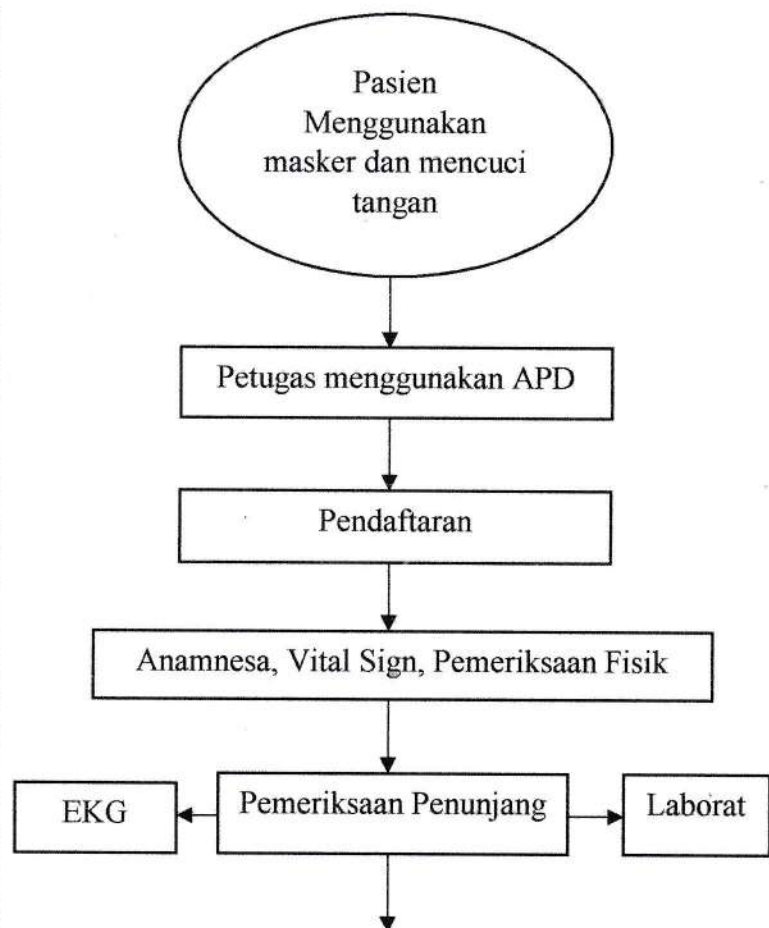 Pasien
Menggunakan
masker dan mencuci
tangan
Petugas menggunakan APD
Pendaftaran
Anamnesa, Vital Sign, Pemeriksaan Fisik
EKG
Pemeriksaan Penunjang
Laborat